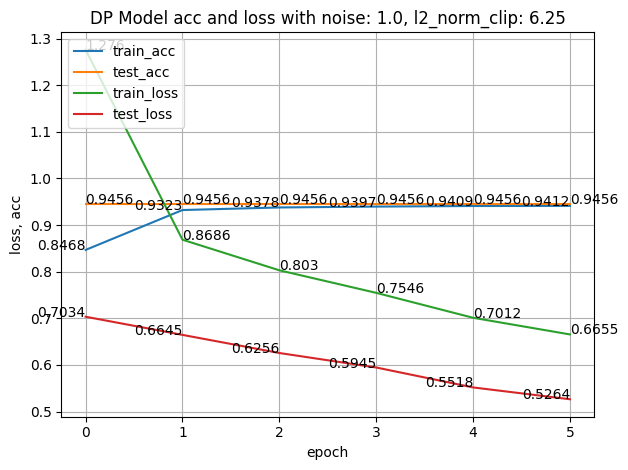 DP Model acc and loss with noise: 1.0, l2_norm_clip: 6.25
1.3
1.2
1.1
1.0
0.9
0.8
0.7
0.6
0.5
loss, acc
1.276
train_acc
test_acc
train_loss
test_loss
0.9456 0.9456 0.9456 0.9456 0.9456 0.9456
0.8468 0.9323 0.9378 0.9397 0.9409 0.9412
0.8686 0.803 0.7546 0.7012 0.6655
0.7034 0.6645 0.6256 0.5945 0.5518 0.5264
0 1 2 3 4 5
epoch